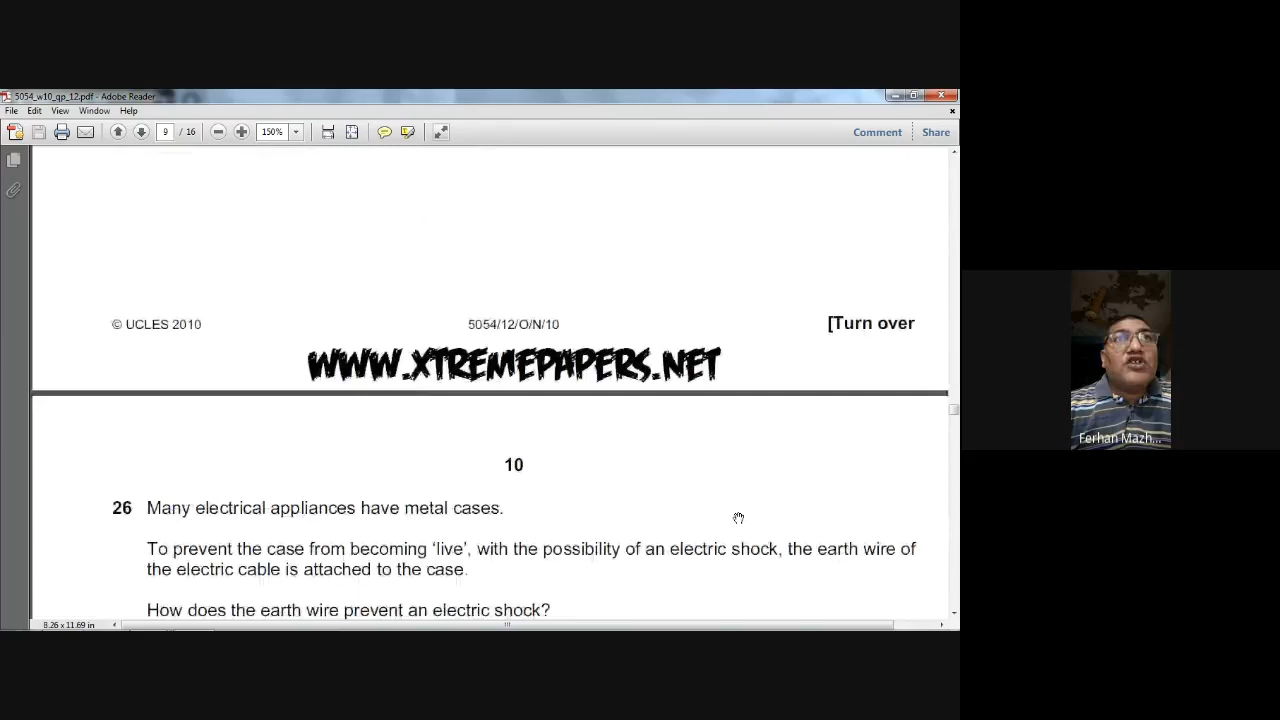 5054_w10_qp_12.pdf - Adobe Reader
File Edit View Window Help
9 / 16 150% Comment Share
© UCLES 2010 5054/12/O/N/10 [Turn over
WWW.XTREMEPAPERS.NET
10
26 Many electrical appliances have metal cases.
To prevent the case from becoming ‘live’, with the possibility of an electric shock, the earth wire of
the electric cable is attached to the case.
How does the earth wire prevent an electric shock?
8.26 x 11.69 in
Ferhan Mazh...